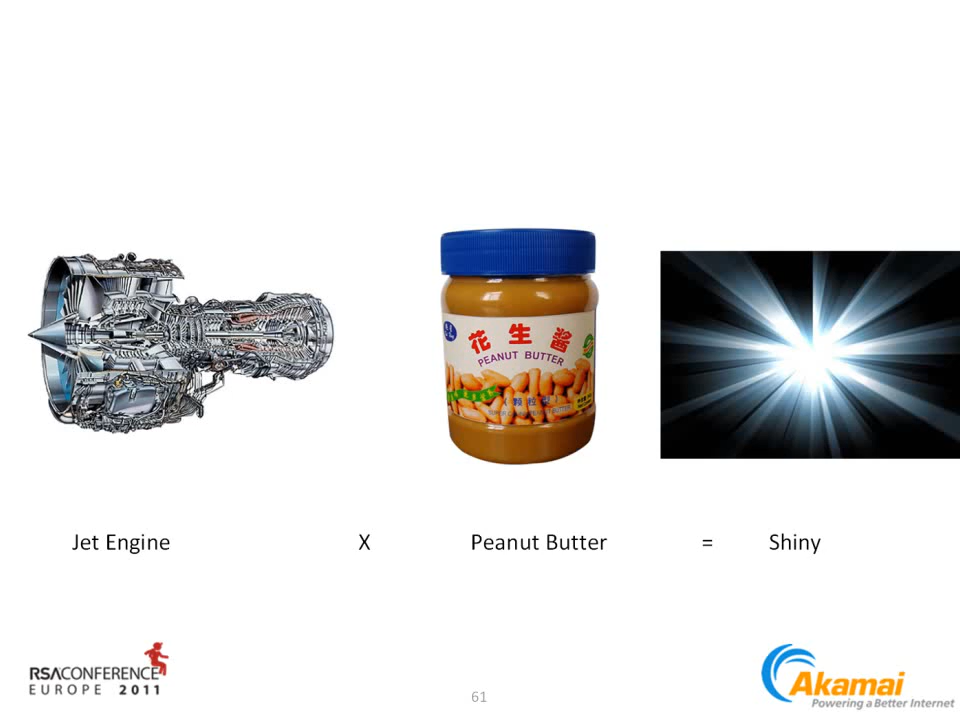 花生酱
PEANUT BUTTER
Jet Engine X Peanut Butter = Shiny
RSACONFERENCE
EUROPE 2011
61
Akamai
Powering a Better Internet